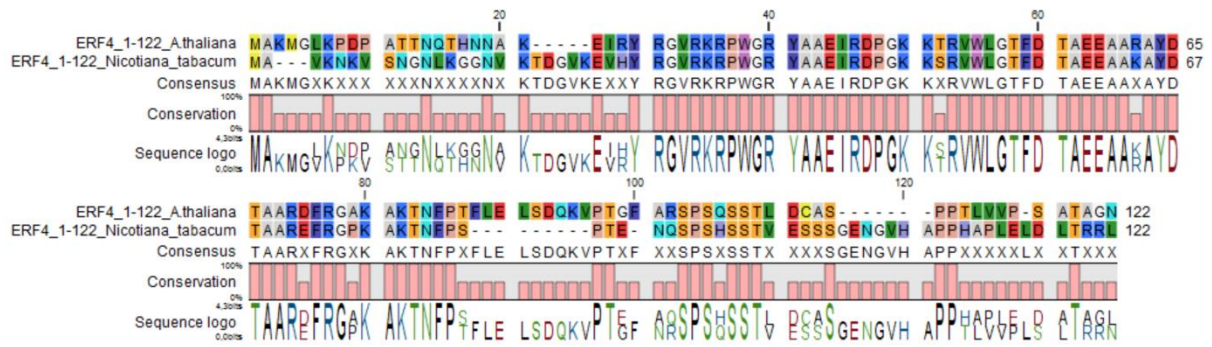 20 40 60
ERF4_1-122_A.thaliana MAKMGLKPDP ATTNQTHNNA K-----EIRY RGVRKRPWGR YAAEIRDPGK KTRVWLGTFD TAEEAARAYD 65
ERF4_1-122_Nicotiana_tabacum MA---VKNKV SNGNLKGGNV KTDGVKEVHY RGVRKRPWGR YAAEIRDPGK KSRVWLGTFD TAEEAAKAYD 67
Consensus MAKMGXKXXX XXXNXXXXNX KTDGVKEXXY RGVRKRPWGR YAAEIRDPGK KXRVWLGTFD TAEEAAXAYD
100%
Conservation
0%
4.3bits
Sequence logo
0.0bits
80 100 120
ERF4_1-122_A.thaliana TAARDFRGAK AKTNFPTFLE LSDQKVPTGF ARSPSQSSTL DCAS------ -PPTLVVP-S ATAGN 122
ERF4_1-122_Nicotiana_tabacum TAAREFRGPK AKTNFPS--- ------PTE- NQSPSHSSTV ESSSGENGVH APPHAPLELD LTRRL 122
Consensus TAARXFRGXK AKTNFPXFLE LSDQKVPTXF XXSPSXSSTX XXXSGENGVH APPXXXXXLX XTXXX
100%
Conservation
0%
4.3bits
Sequence logo
0.0bits